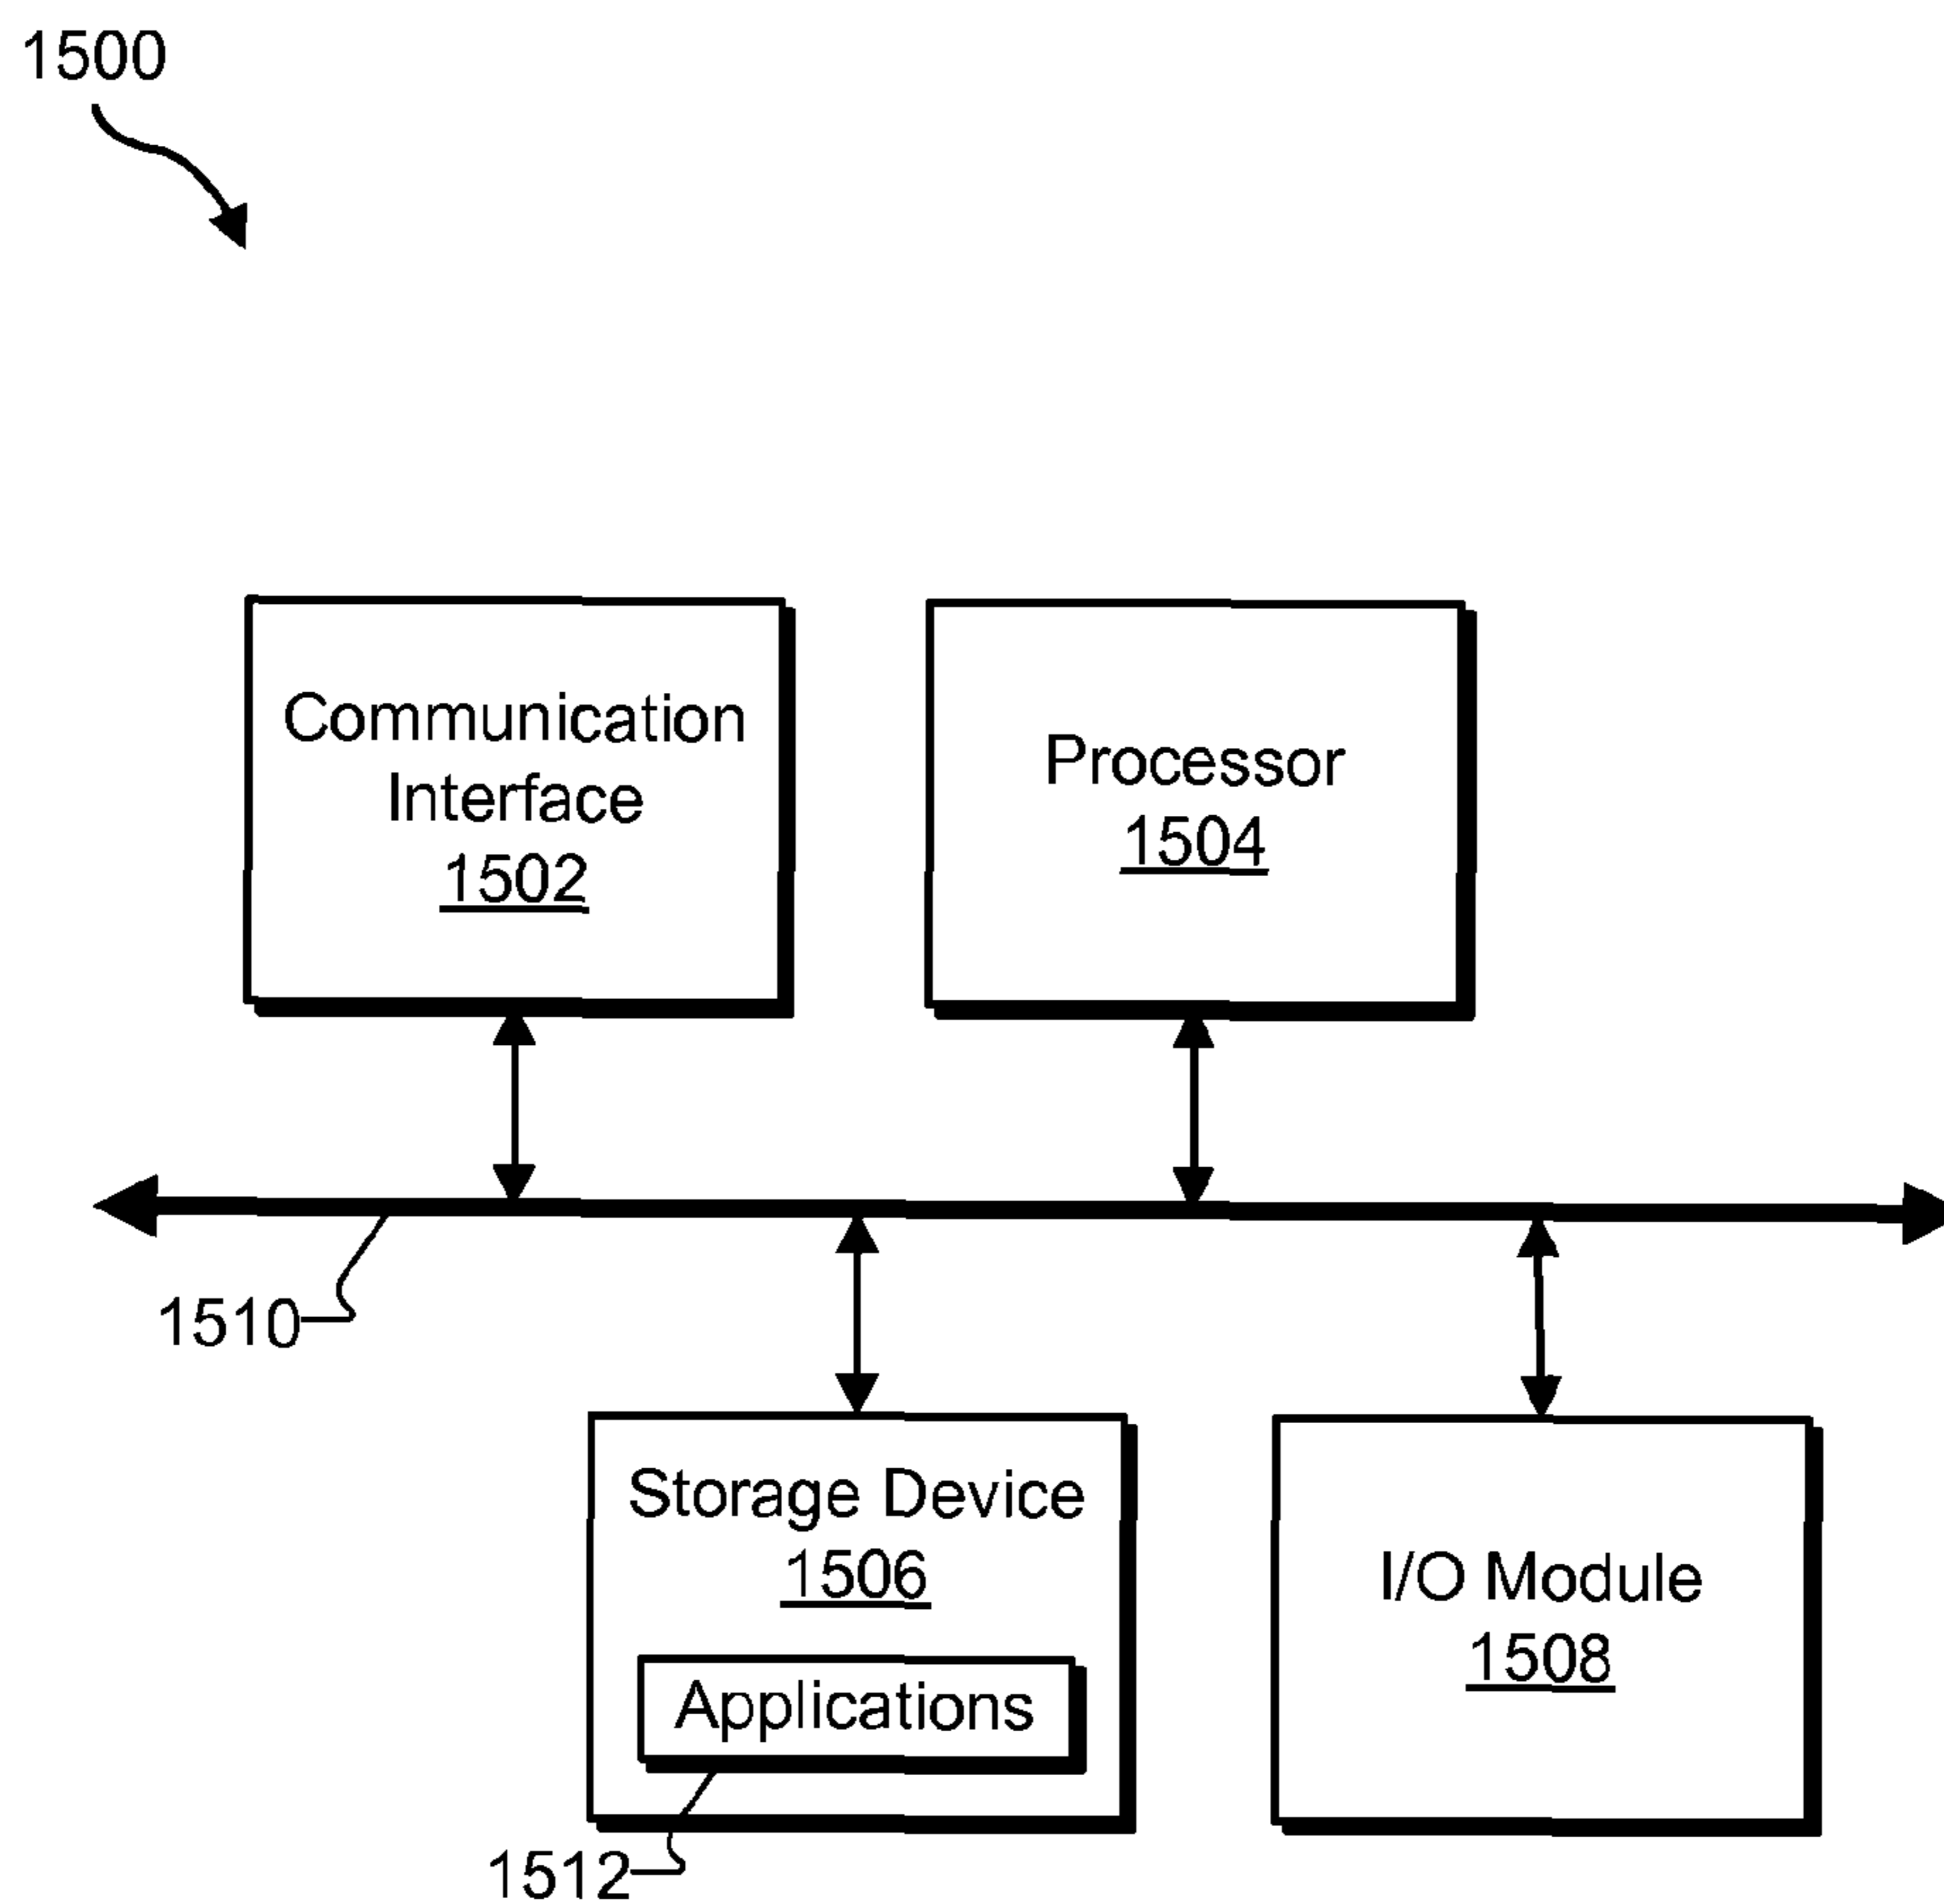 1500
Communication
Interface
1502
Processor
1504
1510
Storage Device
1506
Applications
1512
I/O Module
1508